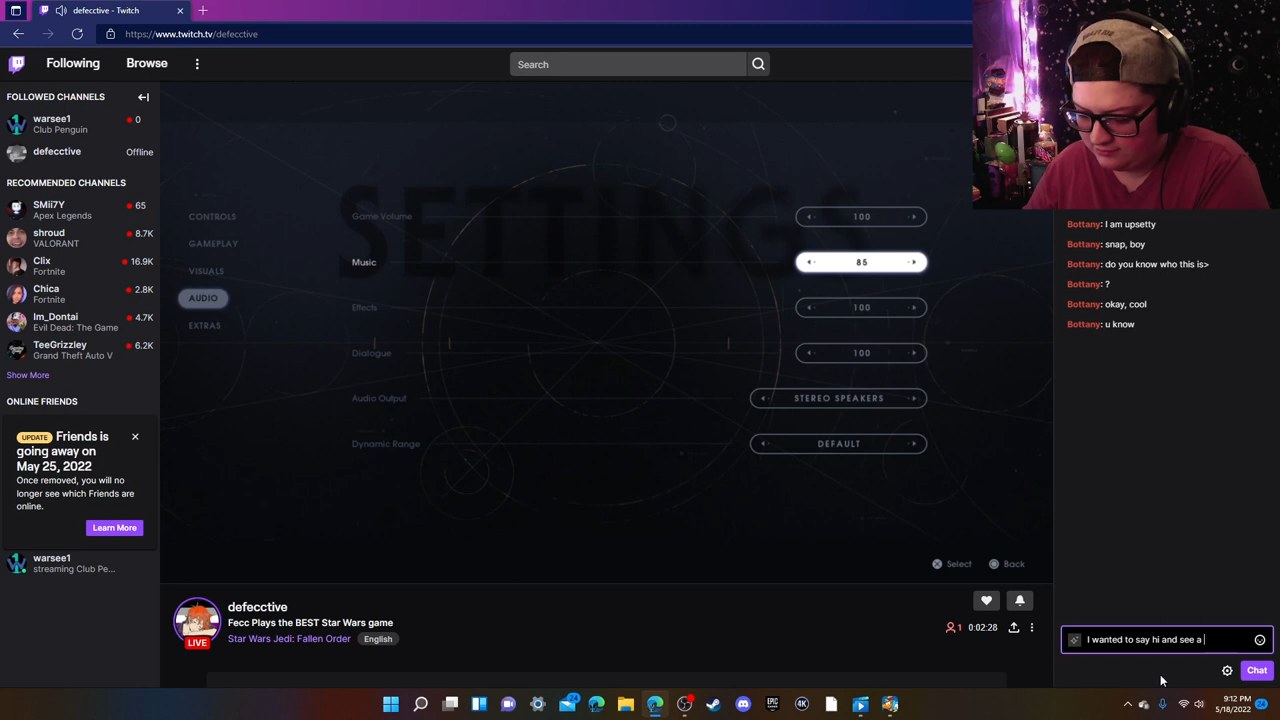 defecctive - Twitch
https://www.twitch.tv/defecctive
Following
Browse
Search
FOLLOWED CHANNELS
warsee1
0
Club Penguin
defecctive
Offline
RECOMMENDED CHANNELS
SMii7Y
65
Apex Legends
shroud
8.7K
VALORANT
Clix
16.9K
Fortnite
Chica
2.8K
Fortnite
Im_Dontai
4.7K
Evil Dead: The Game
TeeGrizzley
6.2K
Grand Theft Auto V
Show More
ONLINE FRIENDS
UPDATE Friends is
going away on
May 25, 2022
Once removed, you will no
longer see which Friends are
online.
Learn More
warsee1
streaming Club Pe...
SETTINGS
CONTROLS
GAMEPLAY
VISUALS
AUDIO
EXTRAS
Game Volume
100
Music
85
Effects
100
Dialogue
100
Audio Output
STEREO SPEAKERS
Dynamic Range
DEFAULT
Select
Back
defecctive
Fecc Plays the BEST Star Wars game
Star Wars Jedi: Fallen Order
English
LIVE
1
0:02:28
Bottany: I am upsetty
Bottany: snap, boy
Bottany: do you know who this is>
Bottany: ?
Bottany: okay, cool
Bottany: u know
I wanted to say hi and see a
Chat
24
4K
9:12 PM
5/18/2022
24